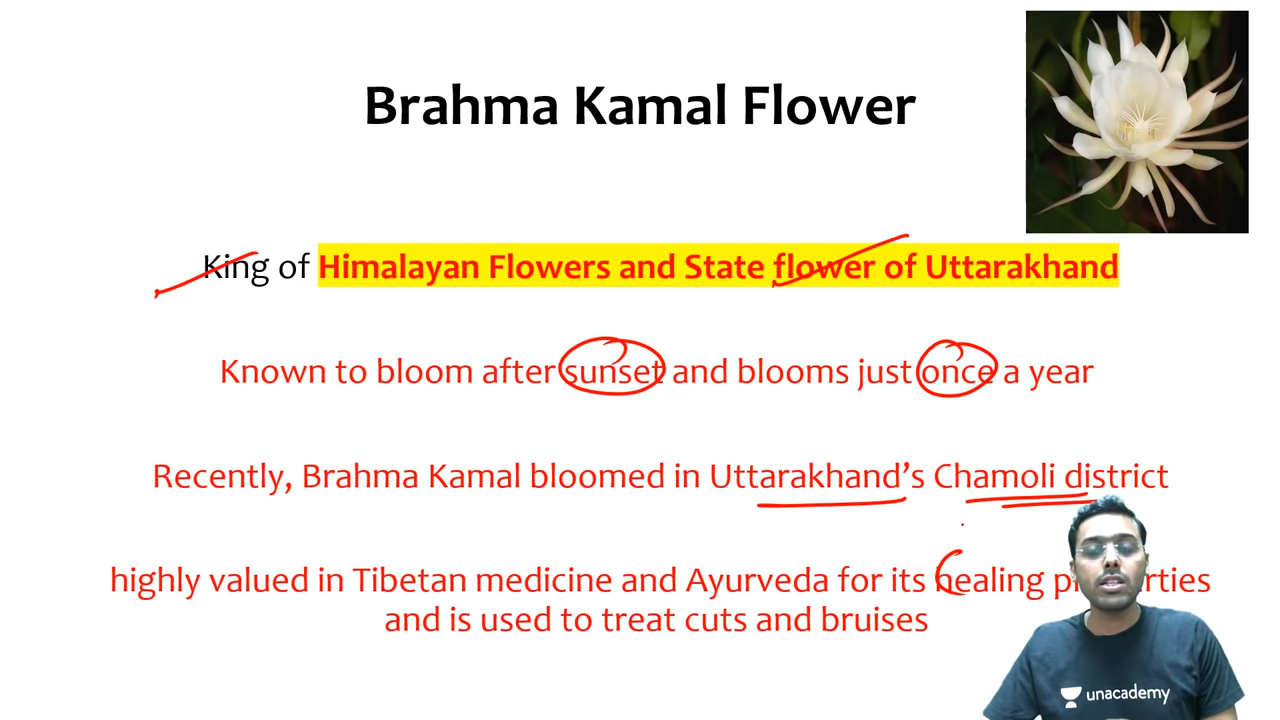 Brahma Kamal Flower
King of Himalayan Flowers and State flower of Uttarakhand
Known to bloom after sunset and blooms just once a year
Recently, Brahma Kamal bloomed in Uttarakhand's Chamoli district
highly valued in Tibetan medicine and Ayurveda for its healing properties
and is used to treat cuts and bruises
unacademy